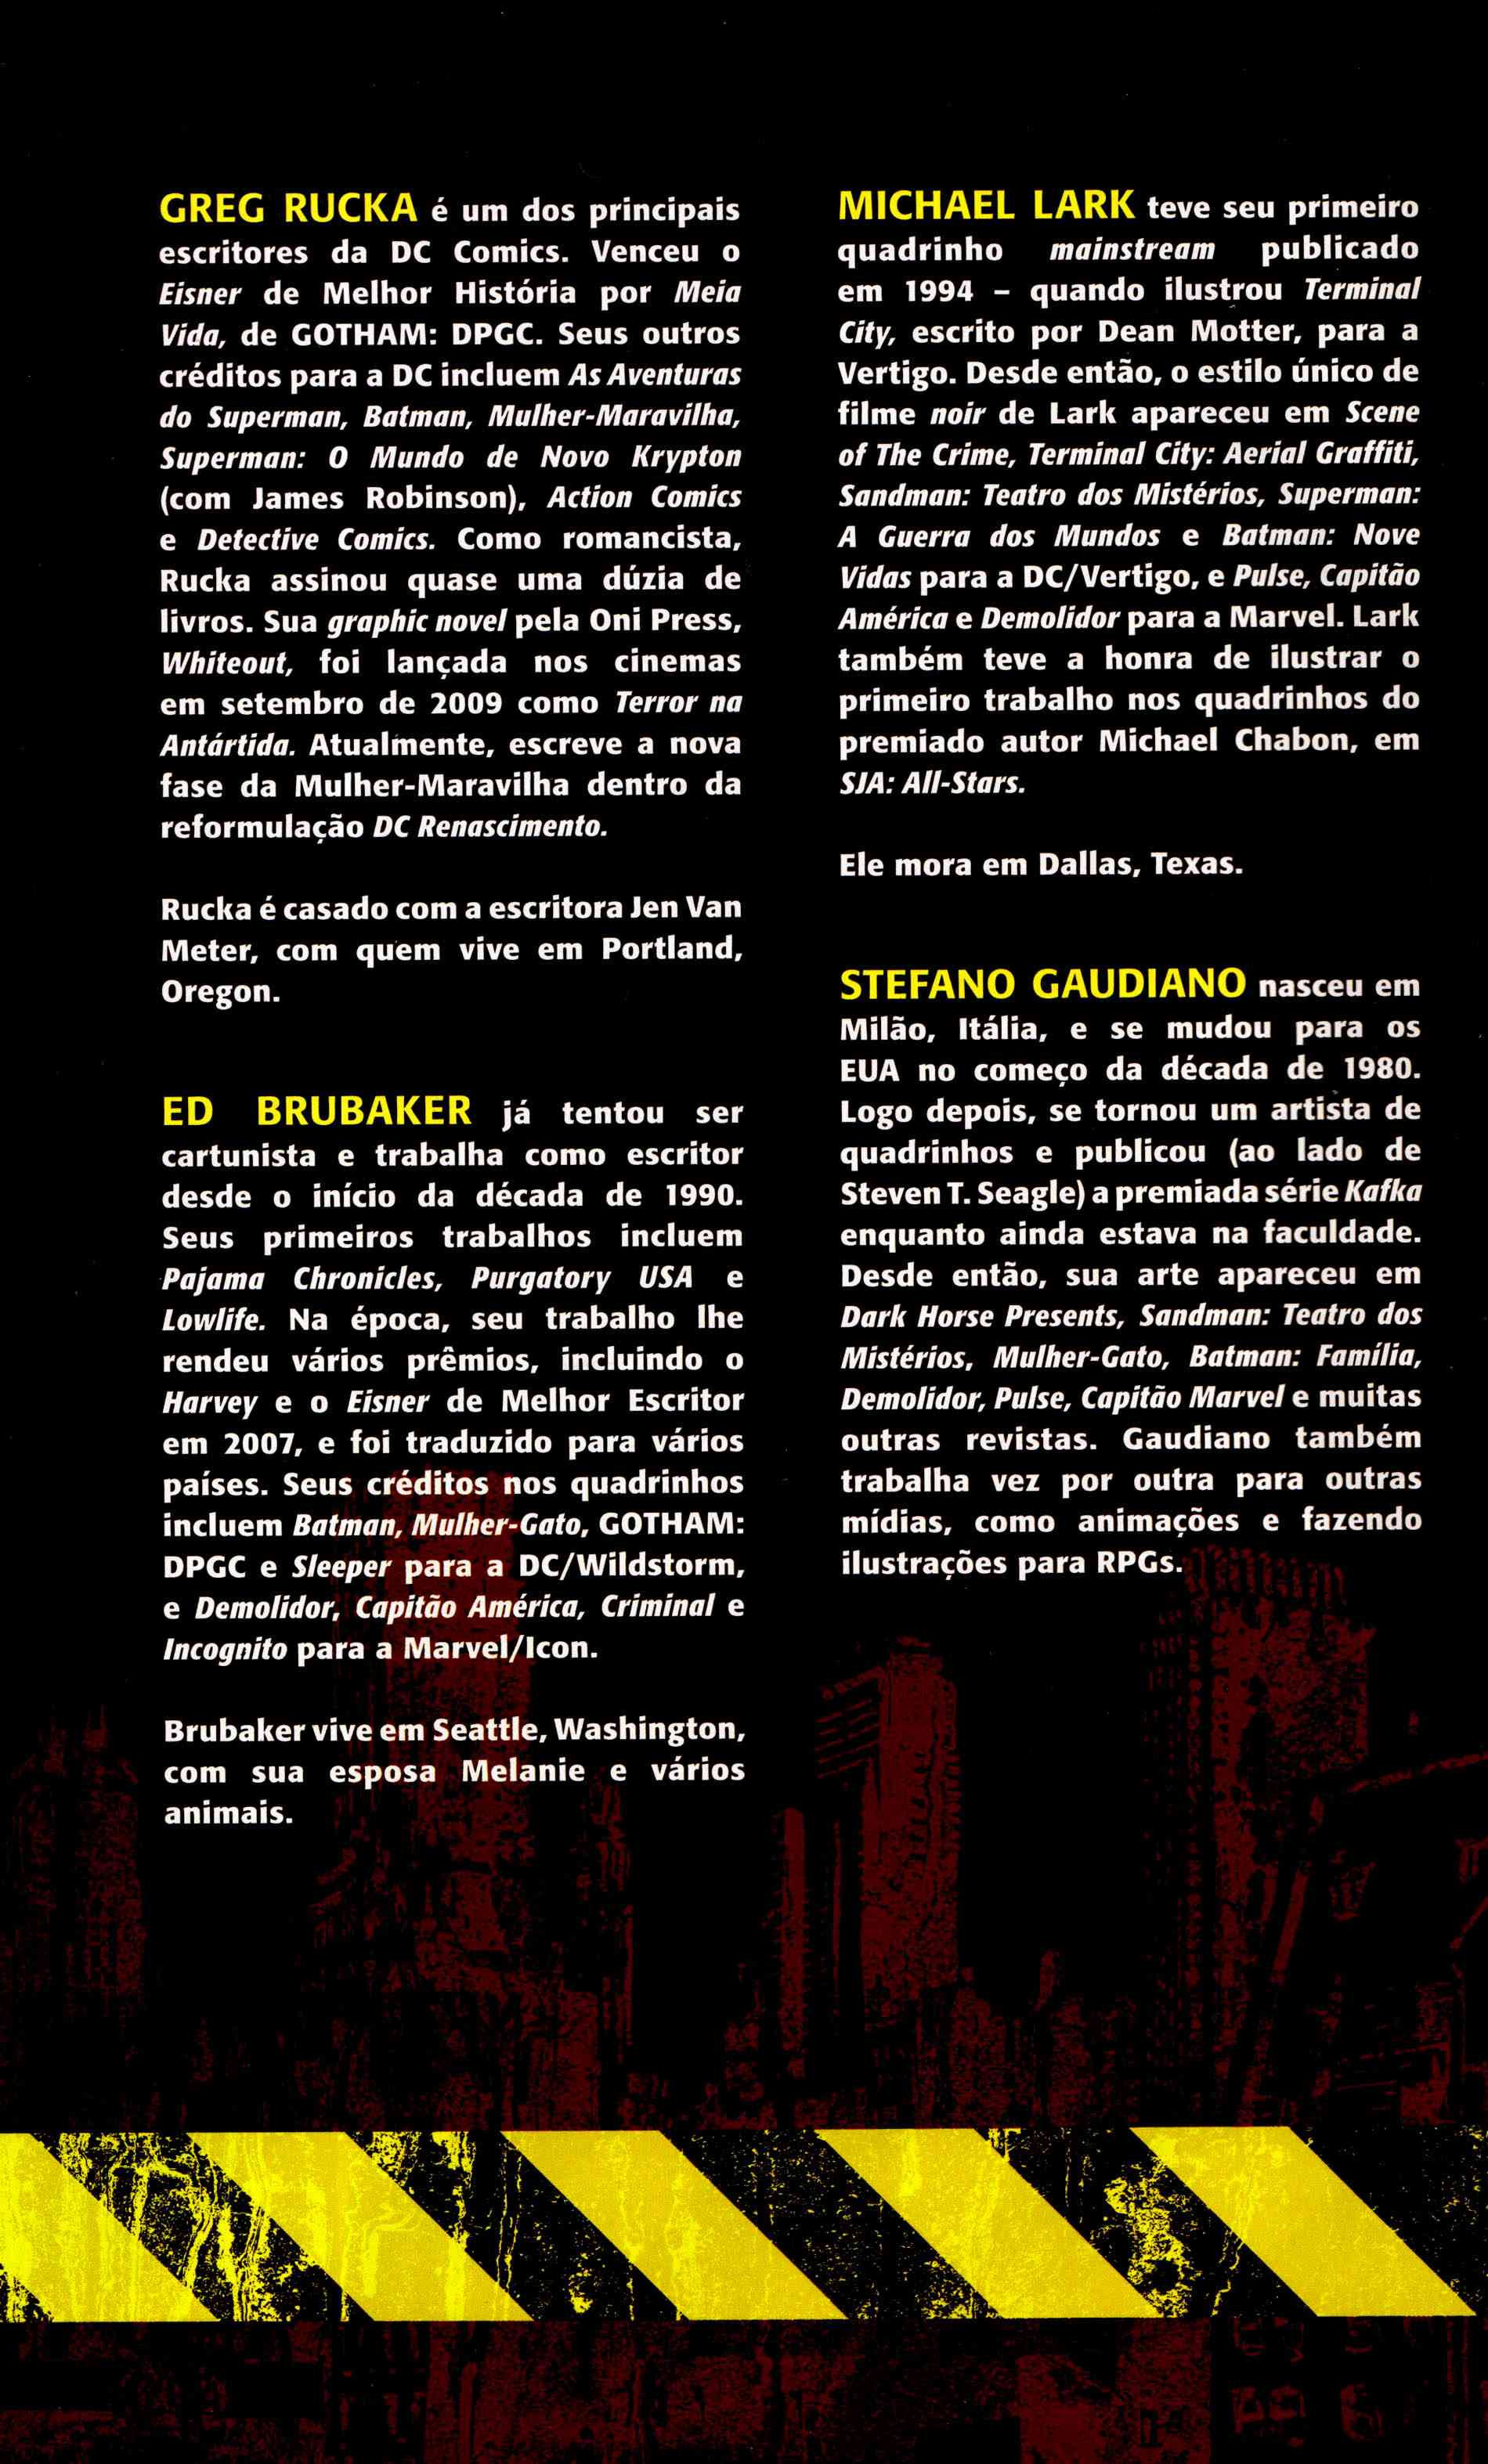 GREG RUCKA é um dos principais
escritores da DC Comics. Venceu o
Eisner de Melhor História por Meia
Vida, de GOTHAM: DPGC. Seus outros
créditos para a DC incluem As Aventuras
do Superman, Batman, Mulher-Maravilha,
Superman: O Mundo de Novo Krypton
(com James Robinson), Action Comics
e Detective Comics. Como romancista,
Rucka assinou quase uma dúzia de
livros. Sua graphic novel pela Oni Press,
Whiteout, foi lançada nos cinemas
em setembro de 2009 como Terror na
Antártida. Atualmente, escreve a nova
fase da Mulher-Maravilha dentro da
reformulação DC Renascimento.
Rucka é casado com a escritora Jen Van
Meter, com quem vive em Portland,
Oregon.
ED BRUBAKER já tentou ser
cartunista e trabalha como escritor
desde o início da década de 1990.
Seus primeiros trabalhos incluem
Pajama Chronicles, Purgatory USA e
Lowlife. Na época, seu trabalho lhe
rendeu vários prêmios, incluindo o
Harvey e o Eisner de Melhor Escritor
em 2007, e foi traduzido para vários
países. Seus créditos nos quadrinhos
incluem Batman, Mulher-Gato, GOTHAM:
DPGC e Sleeper para a DC/Wildstorm,
e Demolidor, Capitão América, Criminal e
Incognito para a Marvel/Icon.
Brubaker vive em Seattle, Washington,
com sua esposa Melanie e vários
animais.
MICHAEL LARK teve seu primeiro
quadrinho mainstream publicado
em 1994 – quando ilustrou Terminal
City, escrito por Dean Motter, para a
Vertigo. Desde então, o estilo único de
filme noir de Lark apareceu em Scene
of The Crime, Terminal City: Aerial Graffiti,
Sandman: Teatro dos Mistérios, Superman:
A Guerra dos Mundos e Batman: Nove
Vidas para a DC/Vertigo, e Pulse, Capitão
América e Demolidor para a Marvel. Lark
também teve a honra de ilustrar o
primeiro trabalho nos quadrinhos do
premiado autor Michael Chabon, em
SJA: All-Stars.
Ele mora em Dallas, Texas.
STEFANO GAUDIANO nasceu em
Milão, Itália, e se mudou para os
EUA no começo da década de 1980.
Logo depois, se tornou um artista de
quadrinhos e publicou (ao lado de
Steven T. Seagle) a premiada série Kafka
enquanto ainda estava na faculdade.
Desde então, sua arte apareceu em
Dark Horse Presents, Sandman: Teatro dos
Mistérios, Mulher-Gato, Batman: Família,
Demolidor, Pulse, Capitão Marvel e muitas
outras revistas. Gaudiano também
trabalha vez por outra para outras
mídias, como animações e fazendo
ilustrações para RPGs.